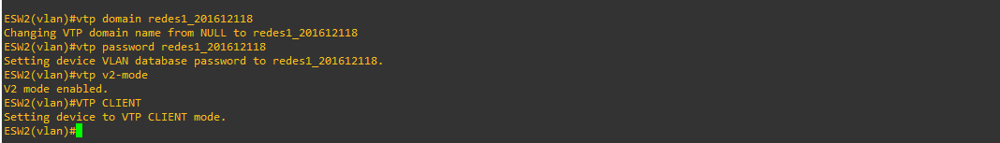 ESW2(vlan)#vtp domain redes1_201612118
Changing VTP domain name from NULL to redes1_201612118
ESW2(vlan)#vtp password redes1_201612118
Setting device VLAN database password to redes1_201612118.
ESW2(vlan)#vtp v2-mode
V2 mode enabled.
ESW2(vlan)#VTP CLIENT
Setting device to VTP CLIENT mode.
ESW2(vlan)#